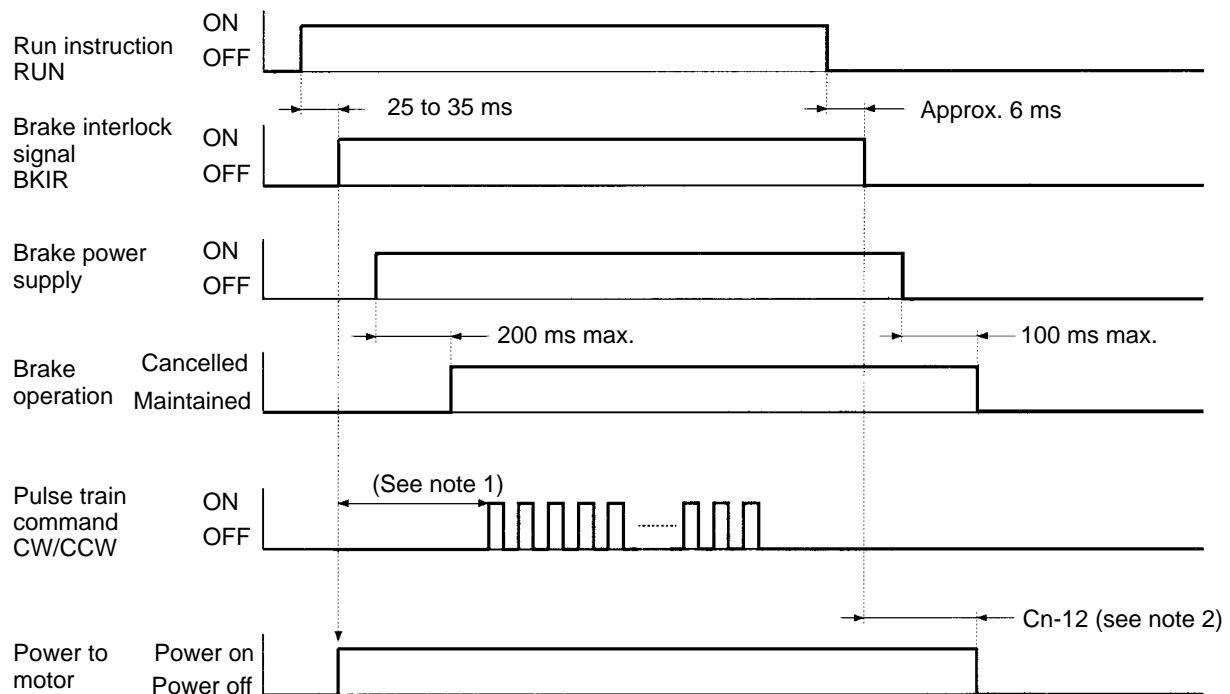 Run instruction
RUN
ON
OFF
25 to 35 ms
Approx. 6 ms
Brake interlock
signal
BKIR
ON
OFF
Brake power
supply
ON
OFF
200 ms max.
100 ms max.
Brake
operation
Cancelled
Maintained
(See note 1)
Pulse train
command
CW/CCW
ON
OFF
Cn-12 (see note 2)
Power to
motor
Power on
Power off